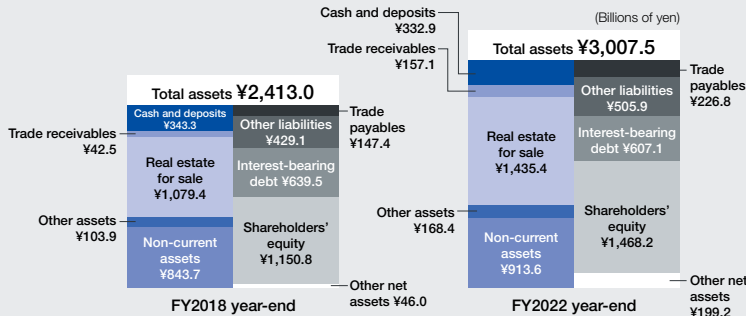 (Billions of yen)
Total assets ¥2,413.0
Cash and deposits
¥343.3
Trade receivables
¥42.5
Real estate
for sale
¥1,079.4
Other assets
¥103.9
Non-current
assets
¥843.7
Trade
payables
¥147.4
Other liabilities
¥429.1
Interest-bearing
debt ¥639.5
Shareholders'
equity
¥1,150.8
Other net
assets ¥46.0
FY2018 year-end
Total assets ¥3,007.5
Cash and deposits
¥332.9
Trade receivables
¥157.1
Real estate
for sale
¥1,435.4
Other assets
¥168.4
Non-current
assets
¥913.6
Trade
payables
¥226.8
Other liabilities
¥505.9
Interest-bearing
debt ¥607.1
Shareholders'
equity
¥1,468.2
Other net
assets
¥199.2
FY2022 year-end